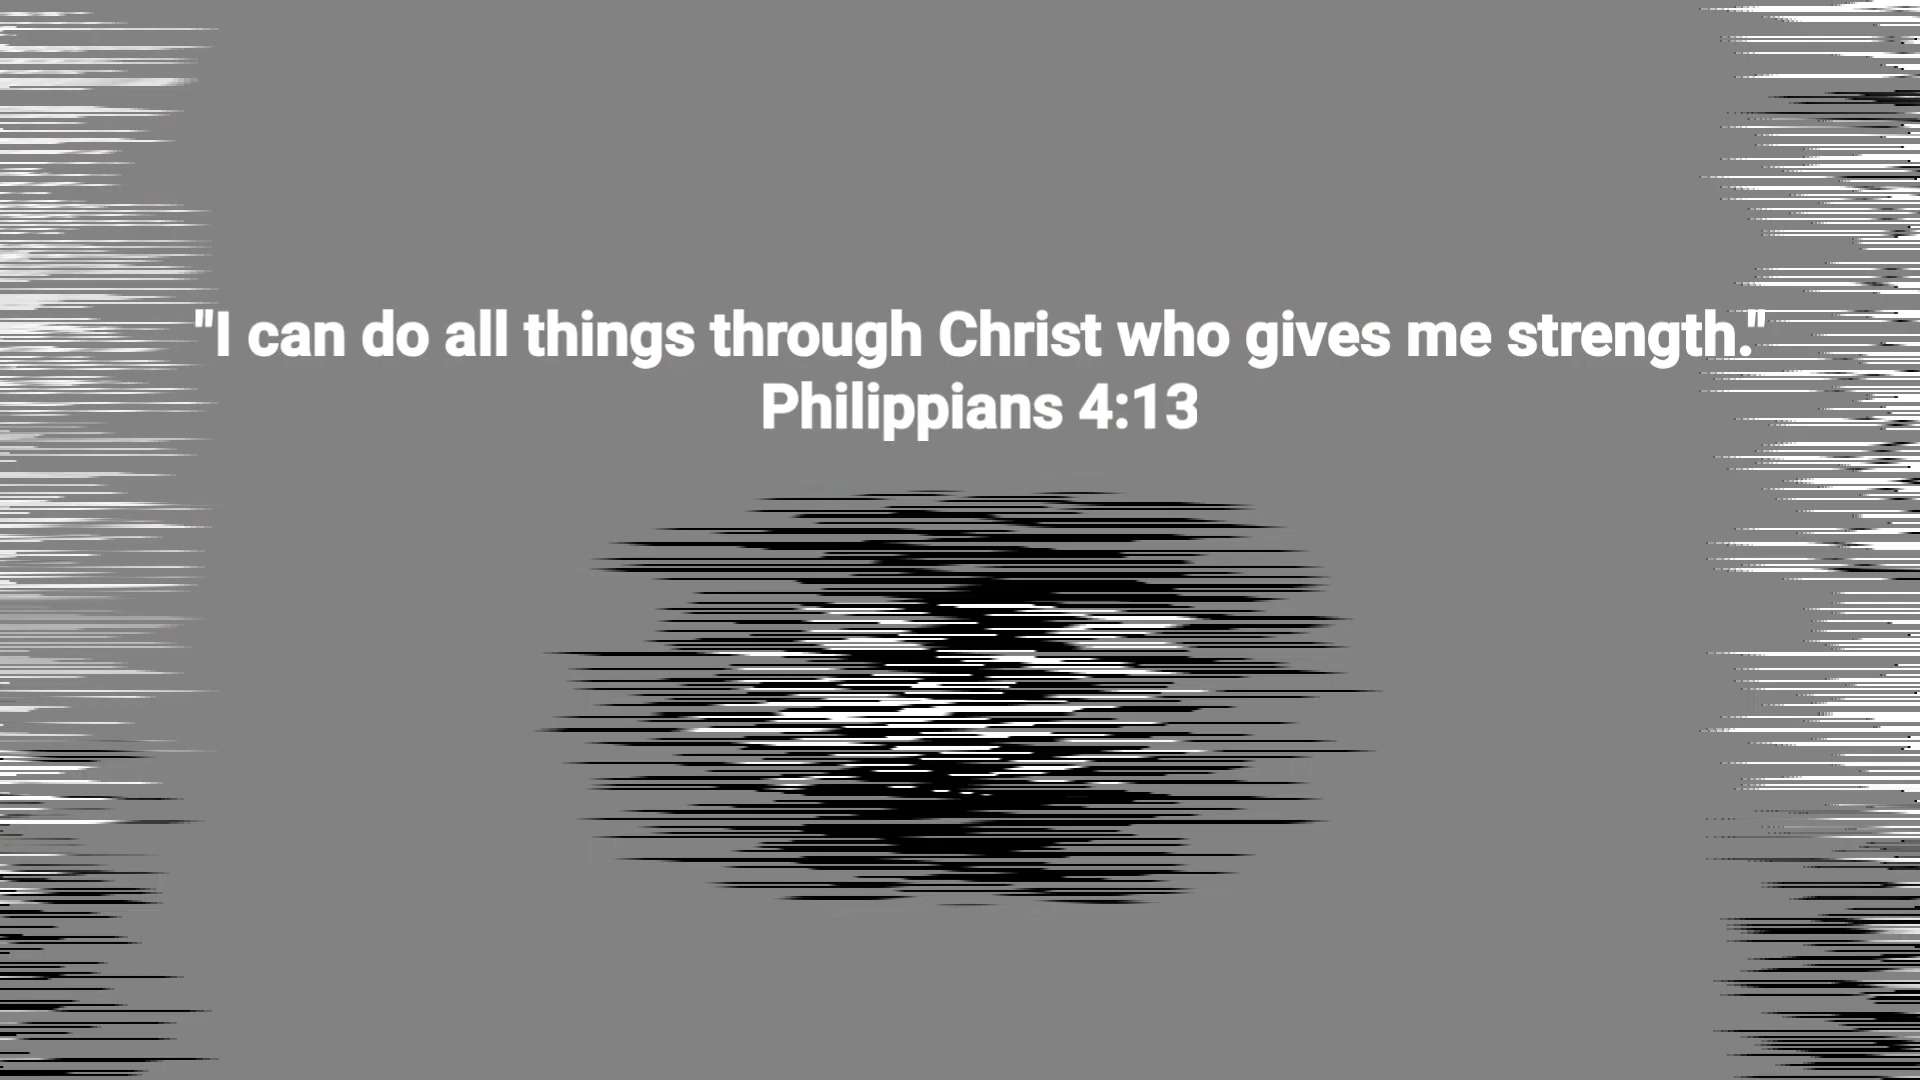 "I can do all things through Christ who gives me strength."
Philippians 4:13